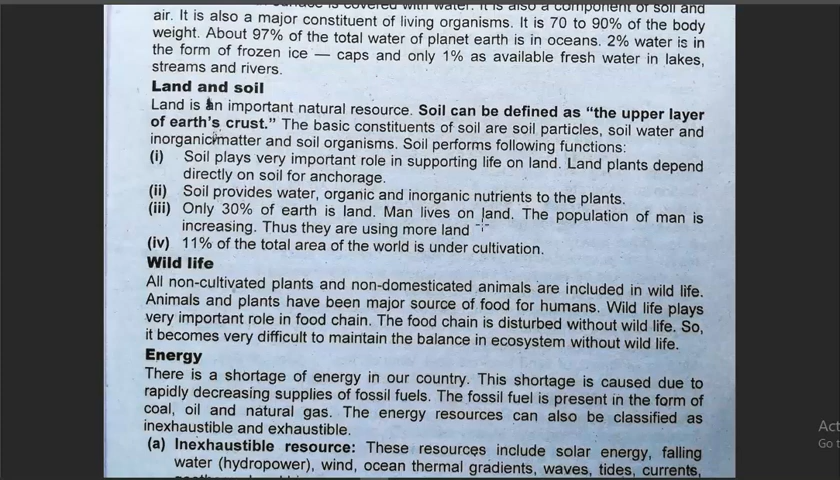 surface is covered with water. It is also a component of soil and
air. It is also a major constituent of living organisms. It is 70 to 90% of the body
weight. About 97% of the total water of planet earth is in oceans. 2% water is in
the form of frozen ice — caps and only 1% as available fresh water in lakes,
streams and rivers.
Land and soil
Land is an important natural resource. Soil can be defined as “the upper layer
of earth’s crust.” The basic constituents of soil are soil particles, soil water and
inorganic matter and soil organisms. Soil performs following functions:
(i) Soil plays very important role in supporting life on land. Land plants depend
directly on soil for anchorage.
(ii) Soil provides water, organic and inorganic nutrients to the plants.
(iii) Only 30% of earth is land. Man lives on land. The population of man is
increasing. Thus they are using more land
(iv) 11% of the total area of the world is under cultivation.
Wild life
All non-cultivated plants and non-domesticated animals are included in wild life.
Animals and plants have been major source of food for humans. Wild life plays
very important role in food chain. The food chain is disturbed without wild life. So,
it becomes very difficult to maintain the balance in ecosystem without wild life.
Energy
There is a shortage of energy in our country. This shortage is caused due to
rapidly decreasing supplies of fossil fuels. The fossil fuel is present in the form of
coal, oil and natural gas. The energy resources can also be classified as
inexhaustible and exhaustible.
(a) Inexhaustible resource: These resources include solar energy, falling
water (hydropower), wind, ocean thermal gradients, waves, tides, currents,
Act
Go t